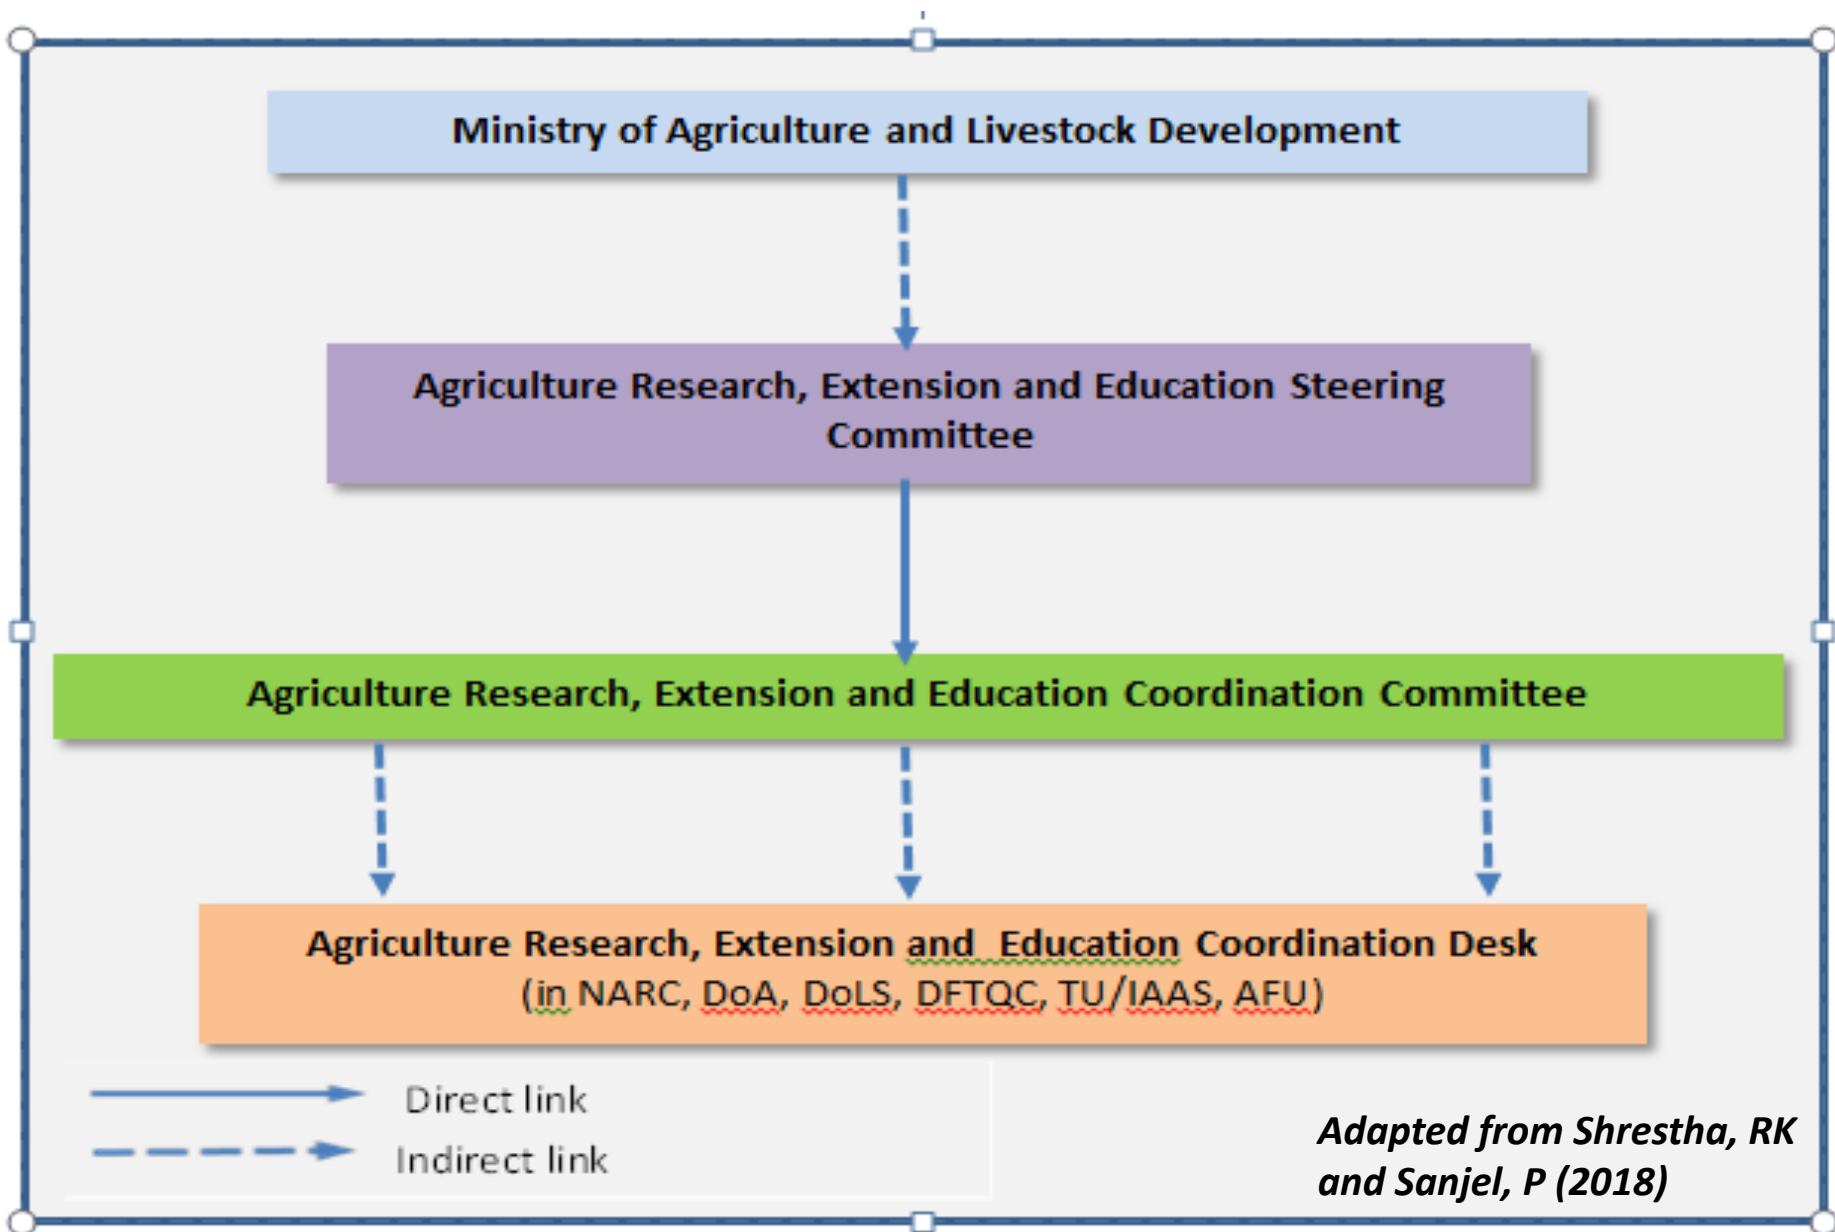 Ministry of Agriculture and Livestock Development
Agriculture Research, Extension and Education Steering
Committee
Agriculture Research, Extension and Education Coordination Committee
Agriculture Research, Extension and  Education Coordination Desk
(in NARC, DoA, DoLS, DFTQC, TU/IAAS, AFU)
Direct link
Indirect link
Adapted from Shrestha, RK
and Sanjel, P (2018)